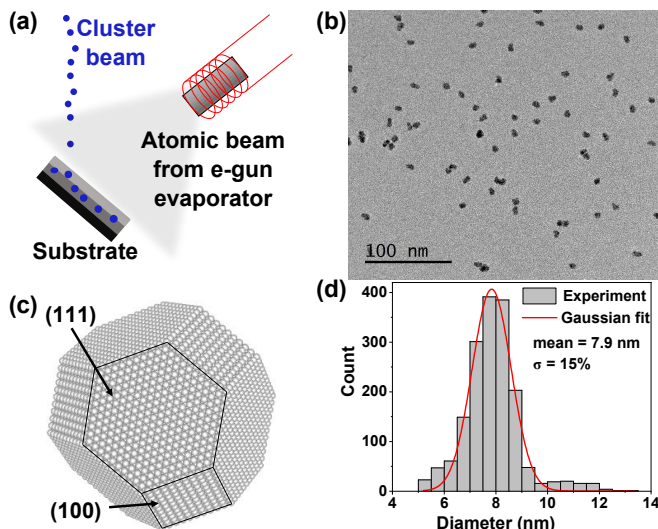 (a)
Cluster
beam
Atomic beam
from e-gun
evaporator
Substrate
(b)
100 nm
(c)
(111)
(100)
(d)
400
300
200
100
0
Count
Experiment
Gaussian fit
mean = 7.9 nm
σ = 15%
4 6 8 10 12 14
Diameter (nm)